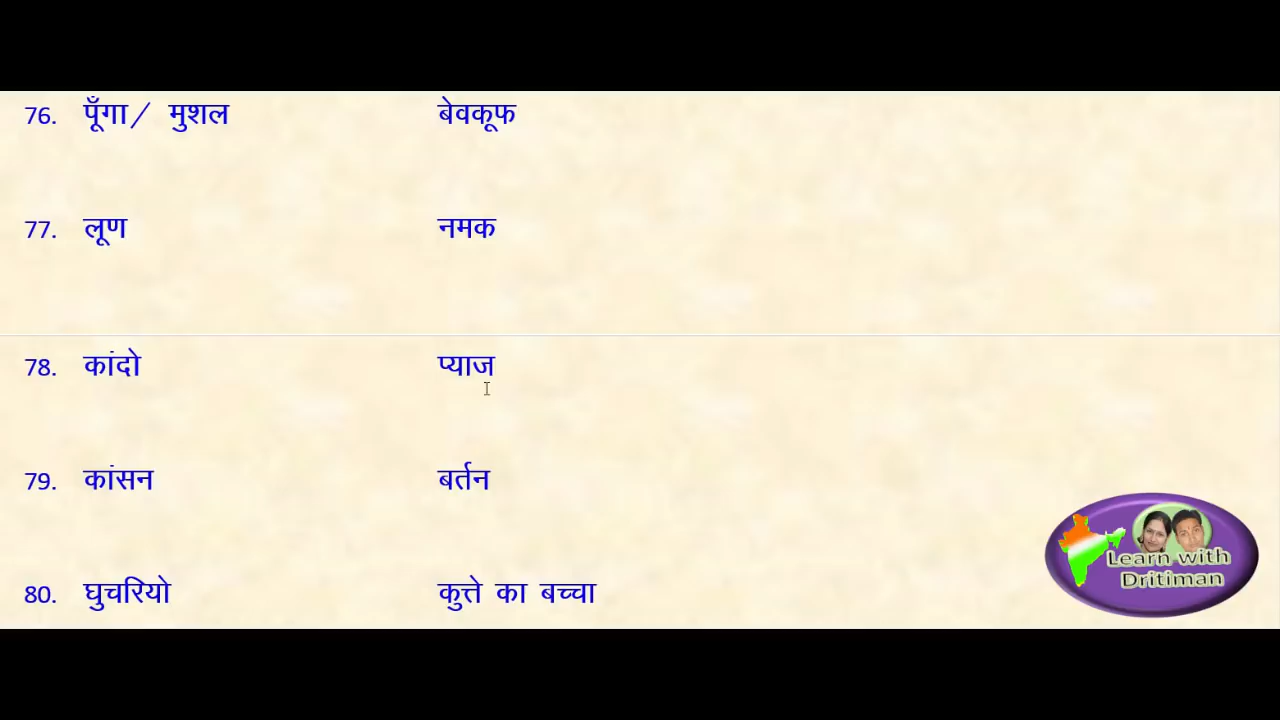 76. पूँगा/ मुशल बेवकूफ
77. लूण नमक
78. कांदो प्याज
79. कांसन बर्तन
80. घुचरियो कुत्ते का बच्चा
Learn with
Dritiman